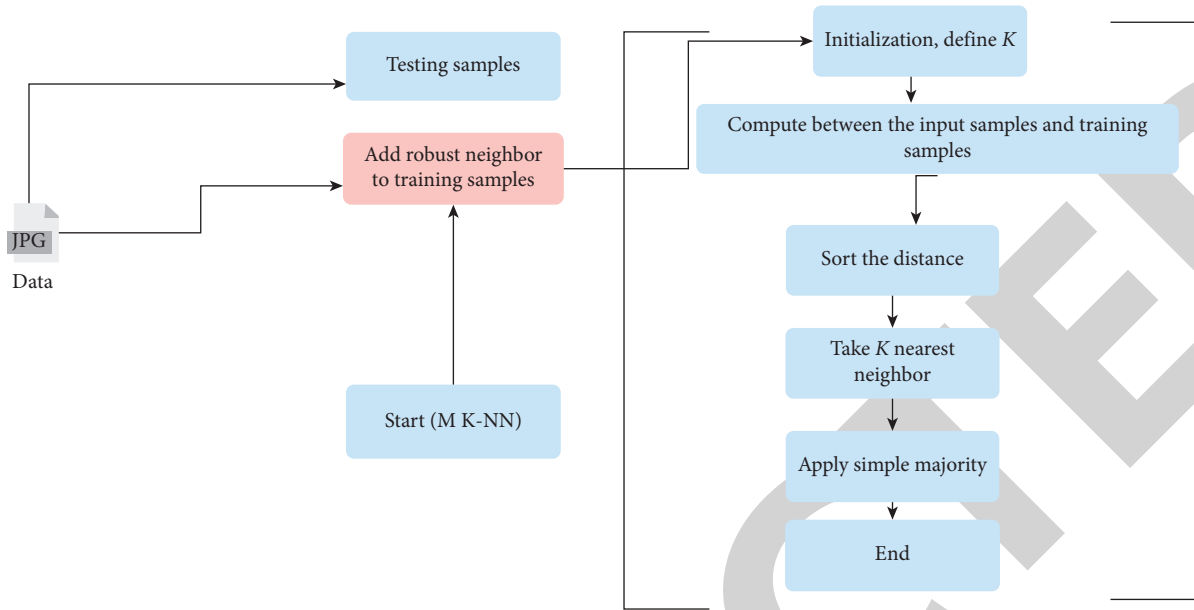 Testing samples
Add robust neighbor
to training samples
JPG
Data
Start (M K-NN)
Initialization, define K
Compute between the input samples and training
samples
Sort the distance
Take K nearest
neighbor
Apply simple majority
End